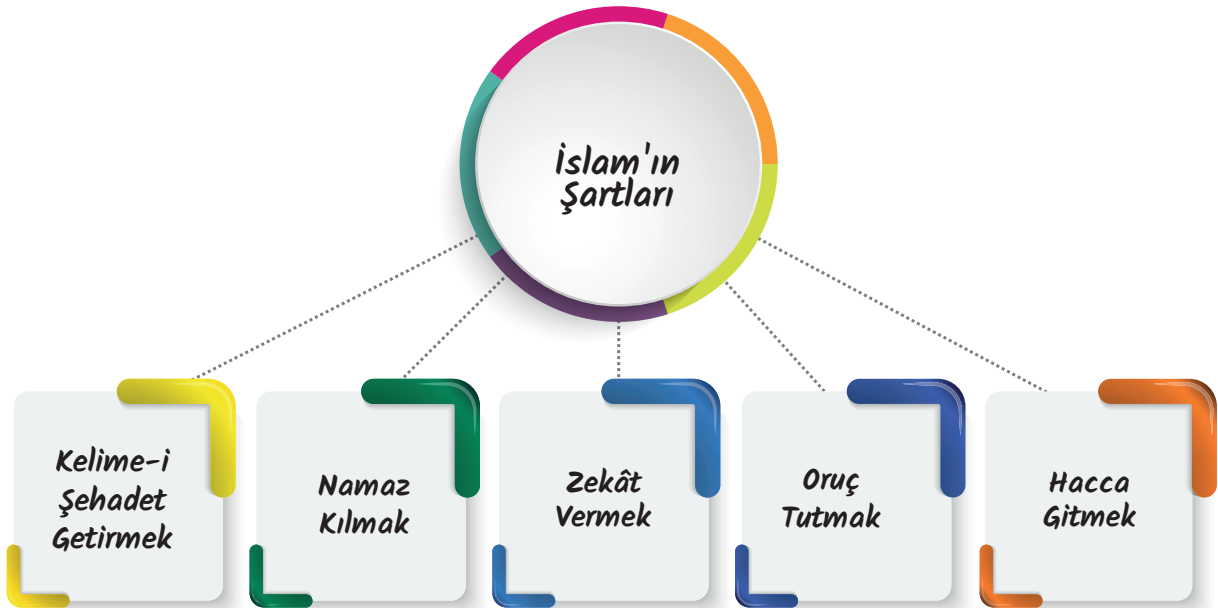 İslam'ın
Şartları
Kelime-i
Şehadet
Getirmek
Namaz
Kılmak
Zekât
Vermek
Oruç
Tutmak
Hacca
Gitmek